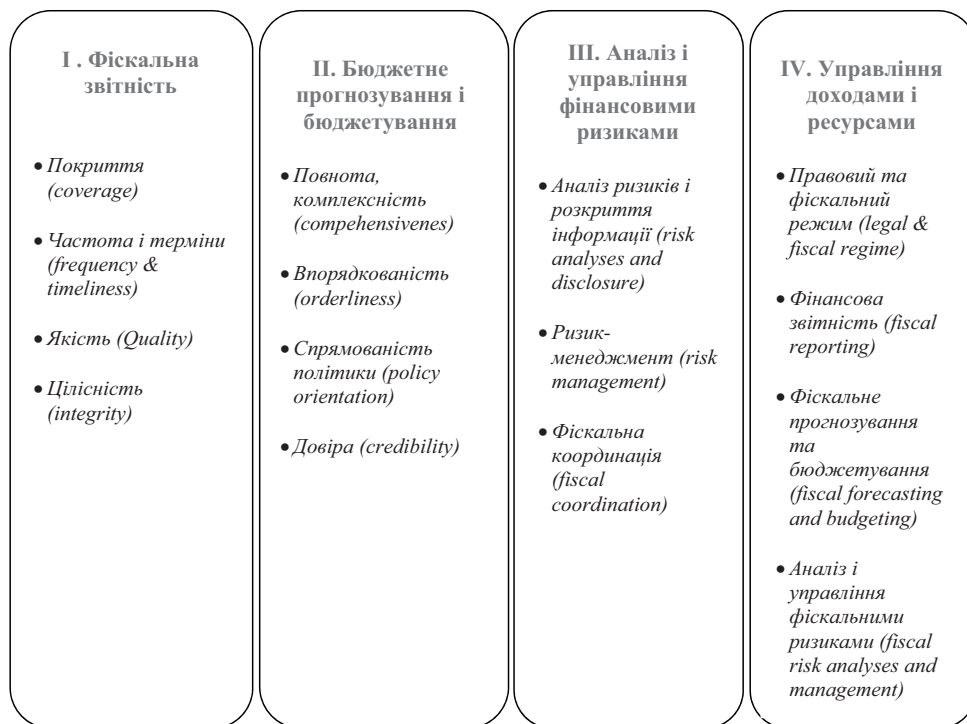 I . Фіскальна
звітність
• Покриття
(coverage)
• Частота і терміни
(frequency &
timeliness)
• Якість (Quality)
• Цілісність
(integrity)
II. Бюджетне
прогнозування і
бюджетування
• Повнота,
комплексність
(compehensivenes)
• Впорядкованість
(orderliness)
• Спрямованість
політики (policy
orientation)
• Довіра (credibility)
III. Аналіз і
управління
фінансовими
ризиками
• Аналіз ризиків і
розкриття
інформації (risk
analyses and
disclosure)
• Ризик-
менеджмент (risk
management)
• Фіскальна
координація
(fiscal
coordination)
IV. Управління
доходами і
ресурсами
• Правовий та
фіскальний
режим (legal &
fiscal regime)
• Фінансова
звітність (fiscal
reporting)
• Фіскальне
прогнозування
та
бюджетування
(fiscal forecasting
and budgeting)
• Аналіз і
управління
фіскальними
ризиками (fiscal
risk analyses and
management)